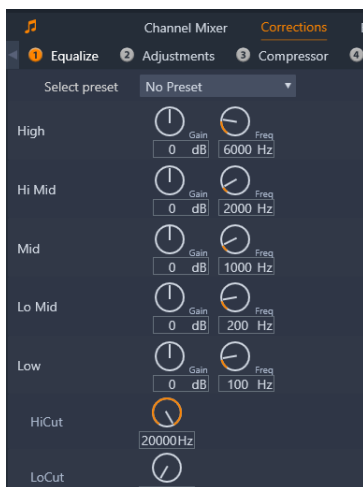 Channel Mixer Corrections
1 Equalize 2 Adjustments 3 Compressor 4
Select preset No Preset
High Gain Freq
0 dB 6000 Hz
Hi Mid Gain Freq
0 dB 2000 Hz
Mid Gain Freq
0 dB 1000 Hz
Lo Mid Gain Freq
0 dB 200 Hz
Low Gain Freq
0 dB 100 Hz
HiCut
20000Hz
LoCut